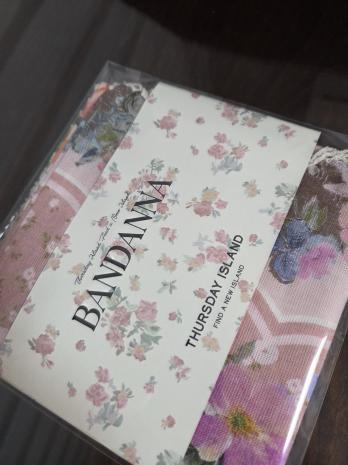 BANDANNA
THURSDAY ISLAND
FIND A NEW ISLAND